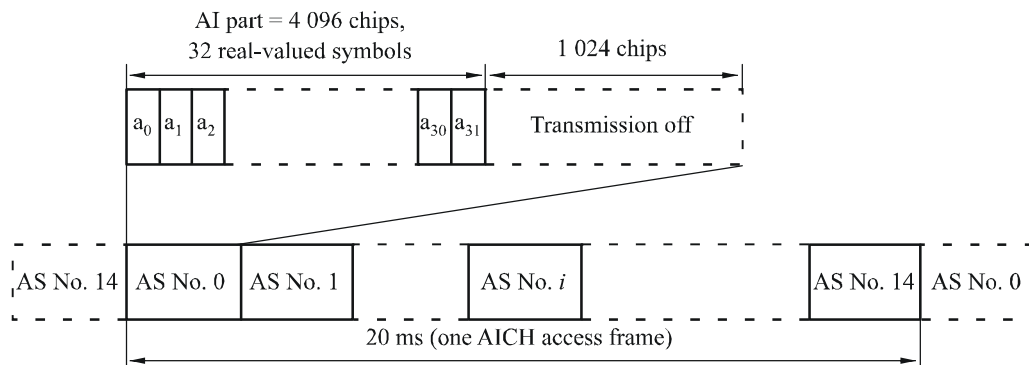 AI part = 4 096 chips,
32 real-valued symbols
1 024 chips
a0 a1 a2 a30 a31 Transmission off
AS No. 14 AS No. 0 AS No. 1 AS No. i AS No. 14 AS No. 0
20 ms (one AICH access frame)